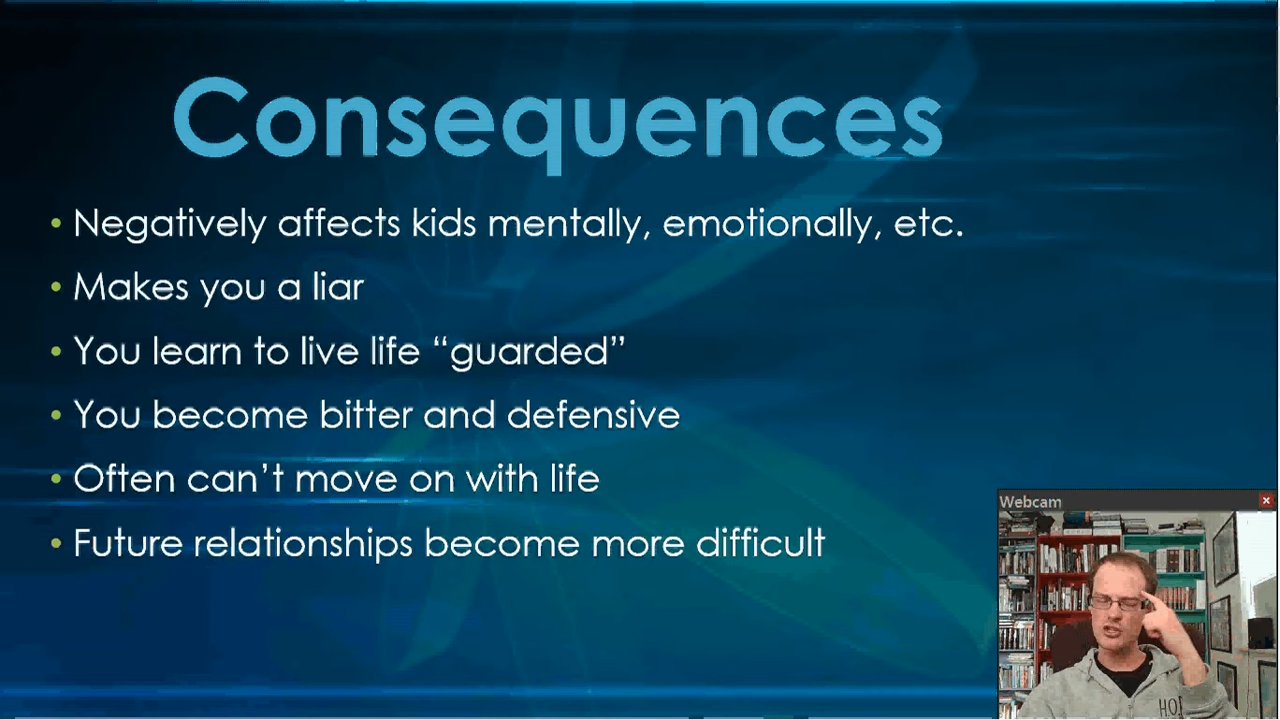 Consequences
• Negatively affects kids mentally, emotionally, etc.
• Makes you a liar
• You learn to live life “guarded”
• You become bitter and defensive
• Often can’t move on with life
• Future relationships become more difficult
Webcam